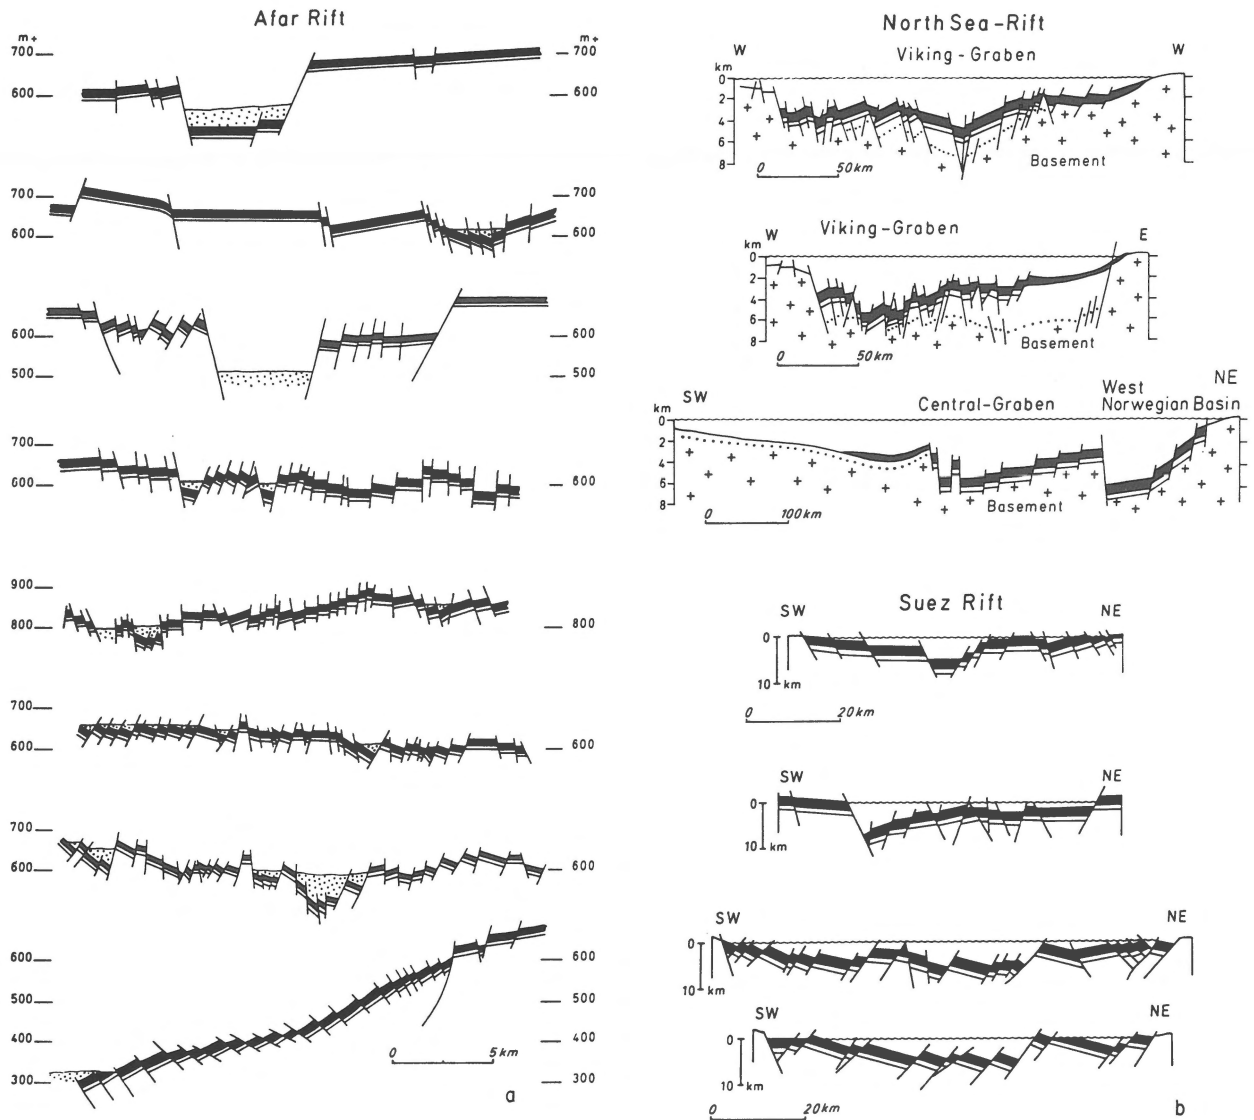 Afar Rift
m+
m+
700
700
600
600
700
700
600
600
600
600
500
500
700
600
600
900
800
800
700
600
600
700
600
600
600
600
500
500
400
400
300
300
0 5 km
a
North Sea-Rift
W Viking-Graben W
km
0
2
4
6
8
Basement
0 50 km
Viking-Graben
W E
km
0
2
4
6
8
Basement
0 50 km
SW Central-Graben West Norwegian Basin NE
km
0
2
4
6
8
Basement
0 100 km
Suez Rift
SW NE
0
10 km
0 20 km
SW NE
0
10 km
SW NE
0
10 km
SW NE
0
10 km
0 20 km
b